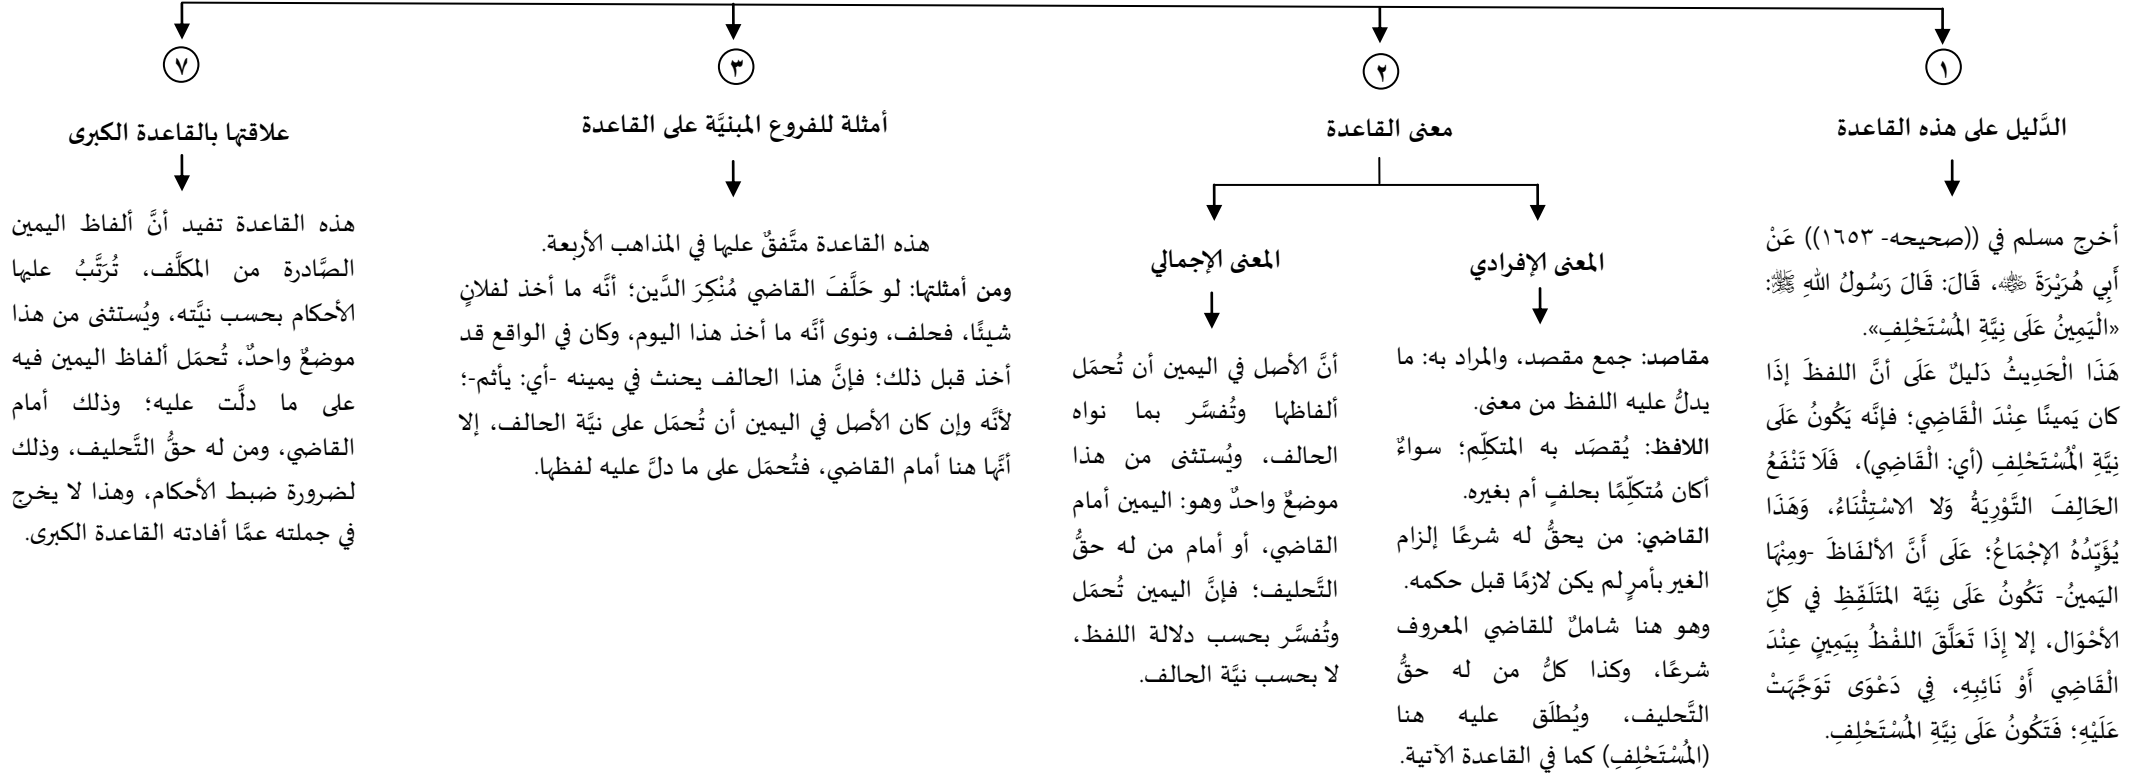 ١
الدَّليل على هذه القاعدة
أخرج مسلم في ((صحيحه- ١٦٥٣)) عَنْ
أَبِي هُرَيْرَةَ ﵁، قَالَ: قَالَ رَسُولُ اللهِ ﷺ:
«الْيَمِينُ عَلَى نِيَّةِ المُسْتَحْلِفِ».
هَذَا الْحَدِيثُ دَليلٌ عَلَى أنَّ اللفظَ إذَا
كان يَمينًا عِنْدَ الْقَاضِي؛ فإنَّه يَكُونُ عَلَى
نِيَّةِ الْمُسْتَحْلِفِ (أي: الْقَاضِي)، فَلَا تَنْفَعُ
الحَالِفَ التَّوْرِيَةُ وَلا الاسْتِثْنَاءُ، وَهَذَا
يُؤَيِّدُهُ الإجْمَاعُ؛ عَلَى أَنَّ الألفَاظَ -ومِنْهَا
اليَمينُ- تَكُونُ عَلَى نِيَّة المتَلَفِّظِ في كلِّ
الأحْوَال، إلا إِذَا تَعَلَّقَ اللفْظُ بِيَمِينٍ عِنْدَ
الْقَاضِي أَوْ نَائِبِهِ، فِي دَعْوَى تَوَجَّهَتْ
عَلَيْهِ؛ فَتَكُونُ عَلَى نِيَّةِ المُسْتَحْلِفِ.
٢
معنى القاعدة
المعنى الإفرادي
مقاصد: جمع مقصد، والمراد به: ما
يدلُّ عليه اللفظ من معنى.
اللافظ: يُقصَد به المتكلِّم؛ سواءٌ
أكان مُتكلِّمًا بحلفٍ أم بغيره.
القاضي: من يحقُّ له شرعًا إلزام
الغير بأمرٍ لم يكن لازمًا قبل حكمه.
وهو هنا شاملٌ للقاضي المعروف
شرعًا، وكذا كلُّ من له حقُّ
التَّحليف، ويُطلَق عليه هنا
(المُسْتَحْلِفِ) كما في القاعدة الآتية.
المعنى الإجمالي
أنَّ الأصل في اليمين أن تُحمَل
ألفاظها وتُفسَّر بما نواه
الحالف، ويُستثنى من هذا
موضعٌ واحدٌ وهو: اليمين أمام
القاضي، أو أمام من له حقُّ
التَّحليف؛ فإنَّ اليمين تُحمَل
وتُفسَّر بحسب دلالة اللفظ،
لا بحسب نيَّة الحالف.
٣
أمثلة للفروع المبنيَّة على القاعدة
هذه القاعدة متَّفقٌ عليها في المذاهب الأربعة.
ومن أمثلتها: لو حَلَّفَ القاضي مُنْكِرَ الدَّين؛ أنَّه ما أخذ لفلانٍ
شيئًا، فحلف، ونوى أنَّه ما أخذ هذا اليوم، وكان في الواقع قد
أخذ قبل ذلك؛ فإنَّ هذا الحالف يحنث في يمينه -أي: يأثم-؛
لأنَّه وإن كان الأصل في اليمين أن تُحمَل على نيَّة الحالف، إلا
أنَّها هنا أمام القاضي، فتُحمَل على ما دلَّ عليه لفظها.
٧
علاقتها بالقاعدة الكبرى
هذه القاعدة تفيد أنَّ ألفاظ اليمين
الصَّادرة من المكلَّف، تُرَتَّبُ عليها
الأحكام بحسب نيَّته، ويُستثنى من هذا
موضعٌ واحدٌ، تُحمَل ألفاظ اليمين فيه
على ما دلَّت عليه؛ وذلك أمام
القاضي، ومن له حقُّ التَّحليف، وذلك
لضرورة ضبط الأحكام، وهذا لا يخرج
في جملته عمَّا أفادته القاعدة الكبرى.